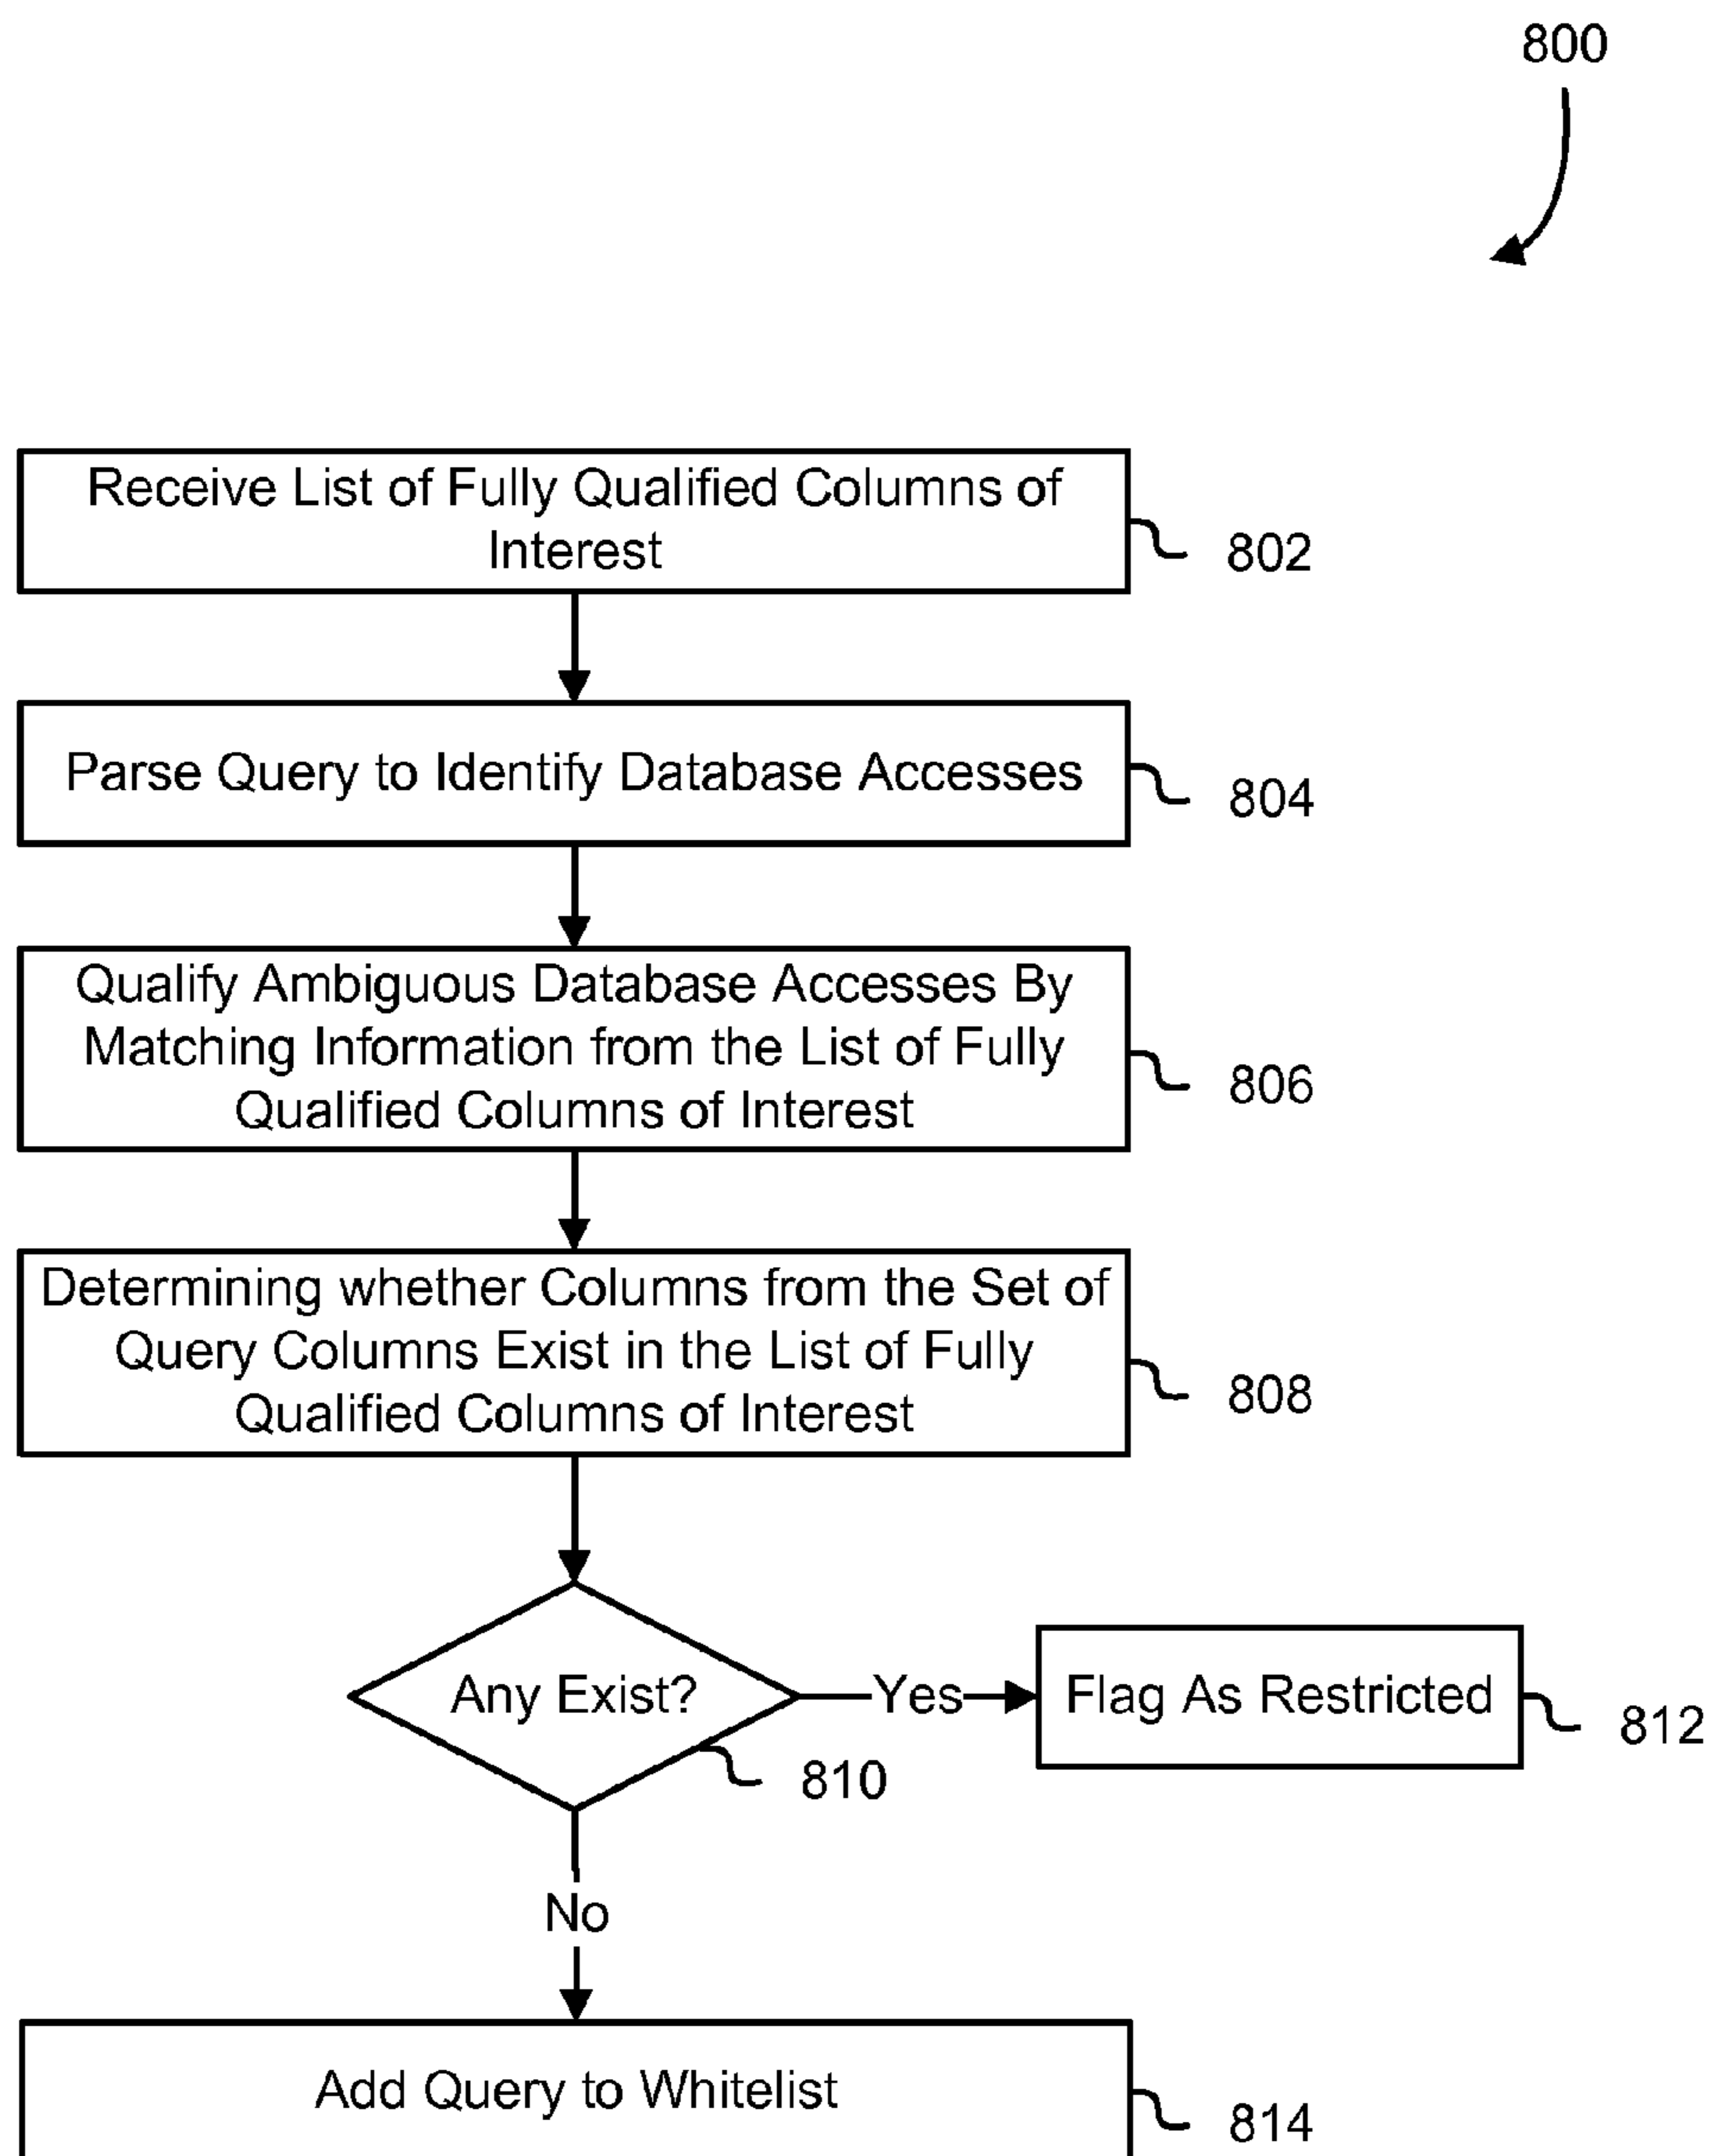 800
Receive List of Fully Qualified Columns of
Interest
802
Parse Query to Identify Database Accesses
804
Qualify Ambiguous Database Accesses By
Matching Information from the List of Fully
Qualified Columns of Interest
806
Determining whether Columns from the Set of
Query Columns Exist in the List of Fully
Qualified Columns of Interest
808
Any Exist?
810
Yes
Flag As Restricted
812
No
Add Query to Whitelist
814